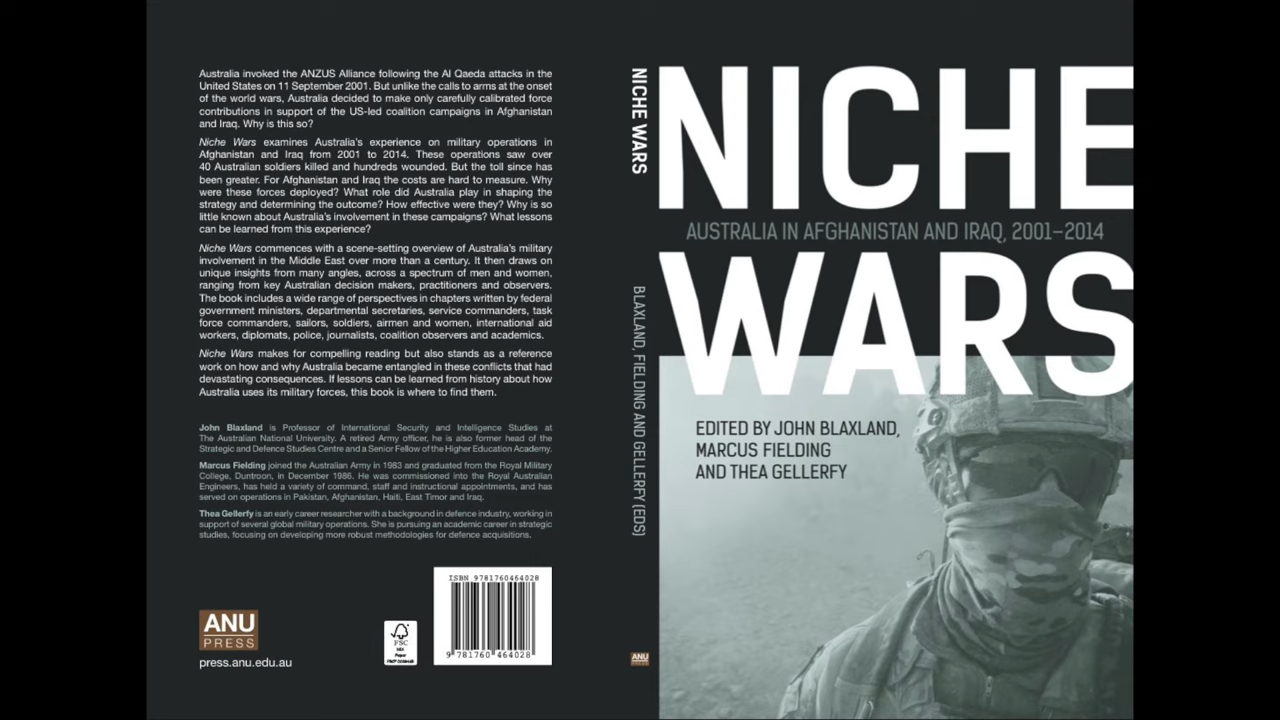 Australia invoked the ANZUS Alliance following the Al Qaeda attacks in the
United States on 11 September 2001. But unlike the calls to arms at the onset
of the world wars, Australia decided to make only carefully calibrated force
contributions in support of the US-led coalition campaigns in Afghanistan
and Iraq. Why is this so?
Niche Wars examines Australia's experience on military operations in
Afghanistan and Iraq from 2001 to 2014. These operations saw over
40 Australian soldiers killed and hundreds wounded. But the toll since has
been greater. For Afghanistan and Iraq the costs are hard to measure. Why
were these forces deployed? What role did Australia play in shaping the
strategy and determining the outcome? How effective were they? Why is so
little known about Australia's involvement in these campaigns? What lessons
can be learned from this experience?
Niche Wars commences with a scene-setting overview of Australia's military
involvement in the Middle East over more than a century. It then draws on
unique insights from many angles, across a spectrum of men and women,
ranging from key Australian decision makers, practitioners and observers.
The book includes a wide range of perspectives in chapters written by federal
government ministers, departmental secretaries, service commanders, task
force commanders, sailors, soldiers, airmen and women, international aid
workers, diplomats, police, journalists, coalition observers and academics.
Niche Wars makes for compelling reading but also stands as a reference
work on how and why Australia became entangled in these conflicts that had
devastating consequences. If lessons can be learned from history about how
Australia uses its military forces, this book is where to find them.
John Blaxland is Professor of International Security and Intelligence Studies at
The Australian National University. A retired Army officer, he is also former head of the
Strategic and Defence Studies Centre and a Senior Fellow of the Higher Education Academy.
Marcus Fielding joined the Australian Army in 1983 and graduated from the Royal Military
College, Duntroon, in December 1986. He was commissioned into the Royal Australian
Engineers, has held a variety of command, staff and instructional appointments, and has
served on operations in Pakistan, Afghanistan, Haiti, East Timor and Iraq.
Thea Gellerfy is an early career researcher with a background in defence industry, working in
support of several global military operations. She is pursuing an academic career in strategic
studies, focusing on developing more robust methodologies for defence acquisitions.
ANU
PRESS
press.anu.edu.au
FSC
MIX
Paper
ISBN 9781760464028
9 781760 464028
NICHE WARS
BLAXLAND, FIELDING AND GELLERFY (EDS)
ANU
PRESS
NICHE
AUSTRALIA IN AFGHANISTAN AND IRAQ, 2001–2014
WARS
EDITED BY JOHN BLAXLAND,
MARCUS FIELDING
AND THEA GELLERFY